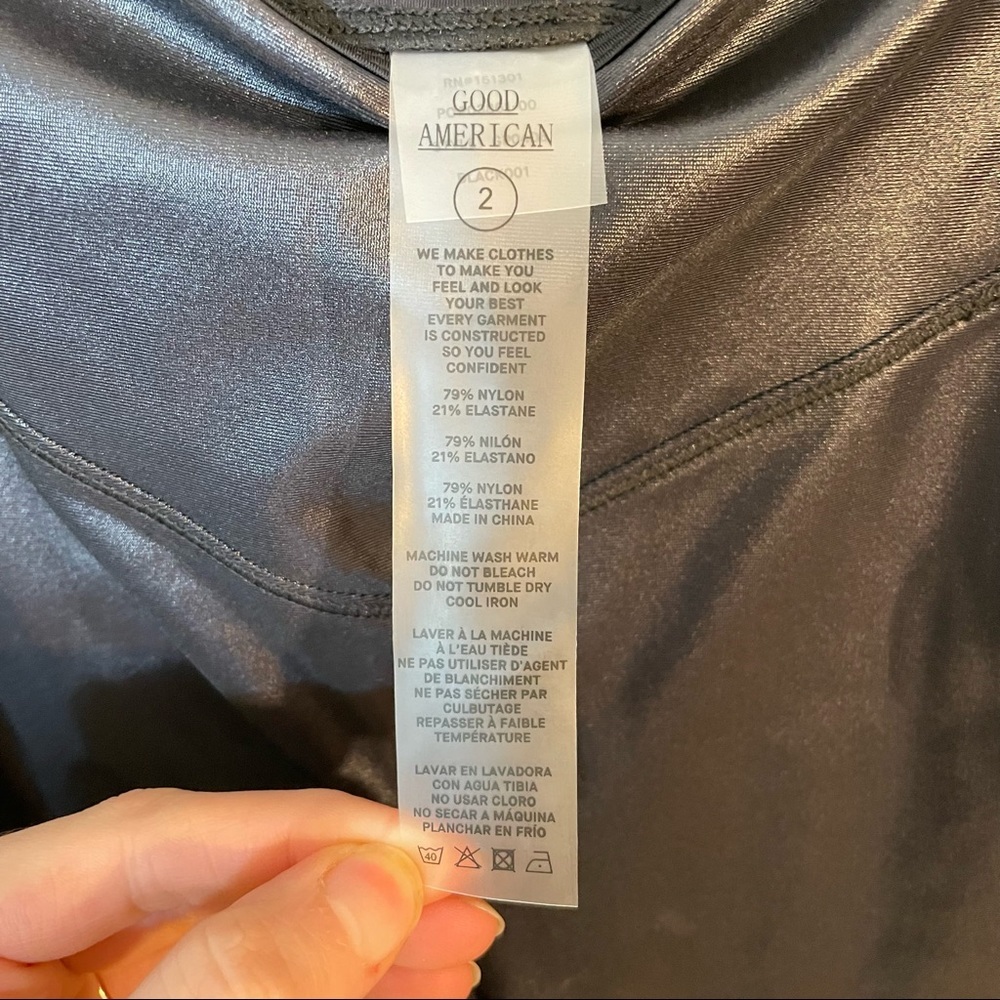 RN#151301
GOOD
AMERICAN
BLACK001
2
WE MAKE CLOTHES
TO MAKE YOU
FEEL AND LOOK
YOUR BEST
EVERY GARMENT
IS CONSTRUCTED
SO YOU FEEL
CONFIDENT
79% NYLON
21% ELASTANE
79% NILÓN
21% ELASTANO
79% NYLON
21% ÉLASTHANE
MADE IN CHINA
MACHINE WASH WARM
DO NOT BLEACH
DO NOT TUMBLE DRY
COOL IRON
LAVER À LA MACHINE
À L'EAU TIÈDE
NE PAS UTILISER D'AGENT
DE BLANCHIMENT
NE PAS SÉCHER PAR
CULBUTAGE
REPASSER À FAIBLE
TEMPÉRATURE
LAVAR EN LAVADORA
CON AGUA TIBIA
NO USAR CLORO
NO SECAR A MÁQUINA
PLANCHAR EN FRÍO
40